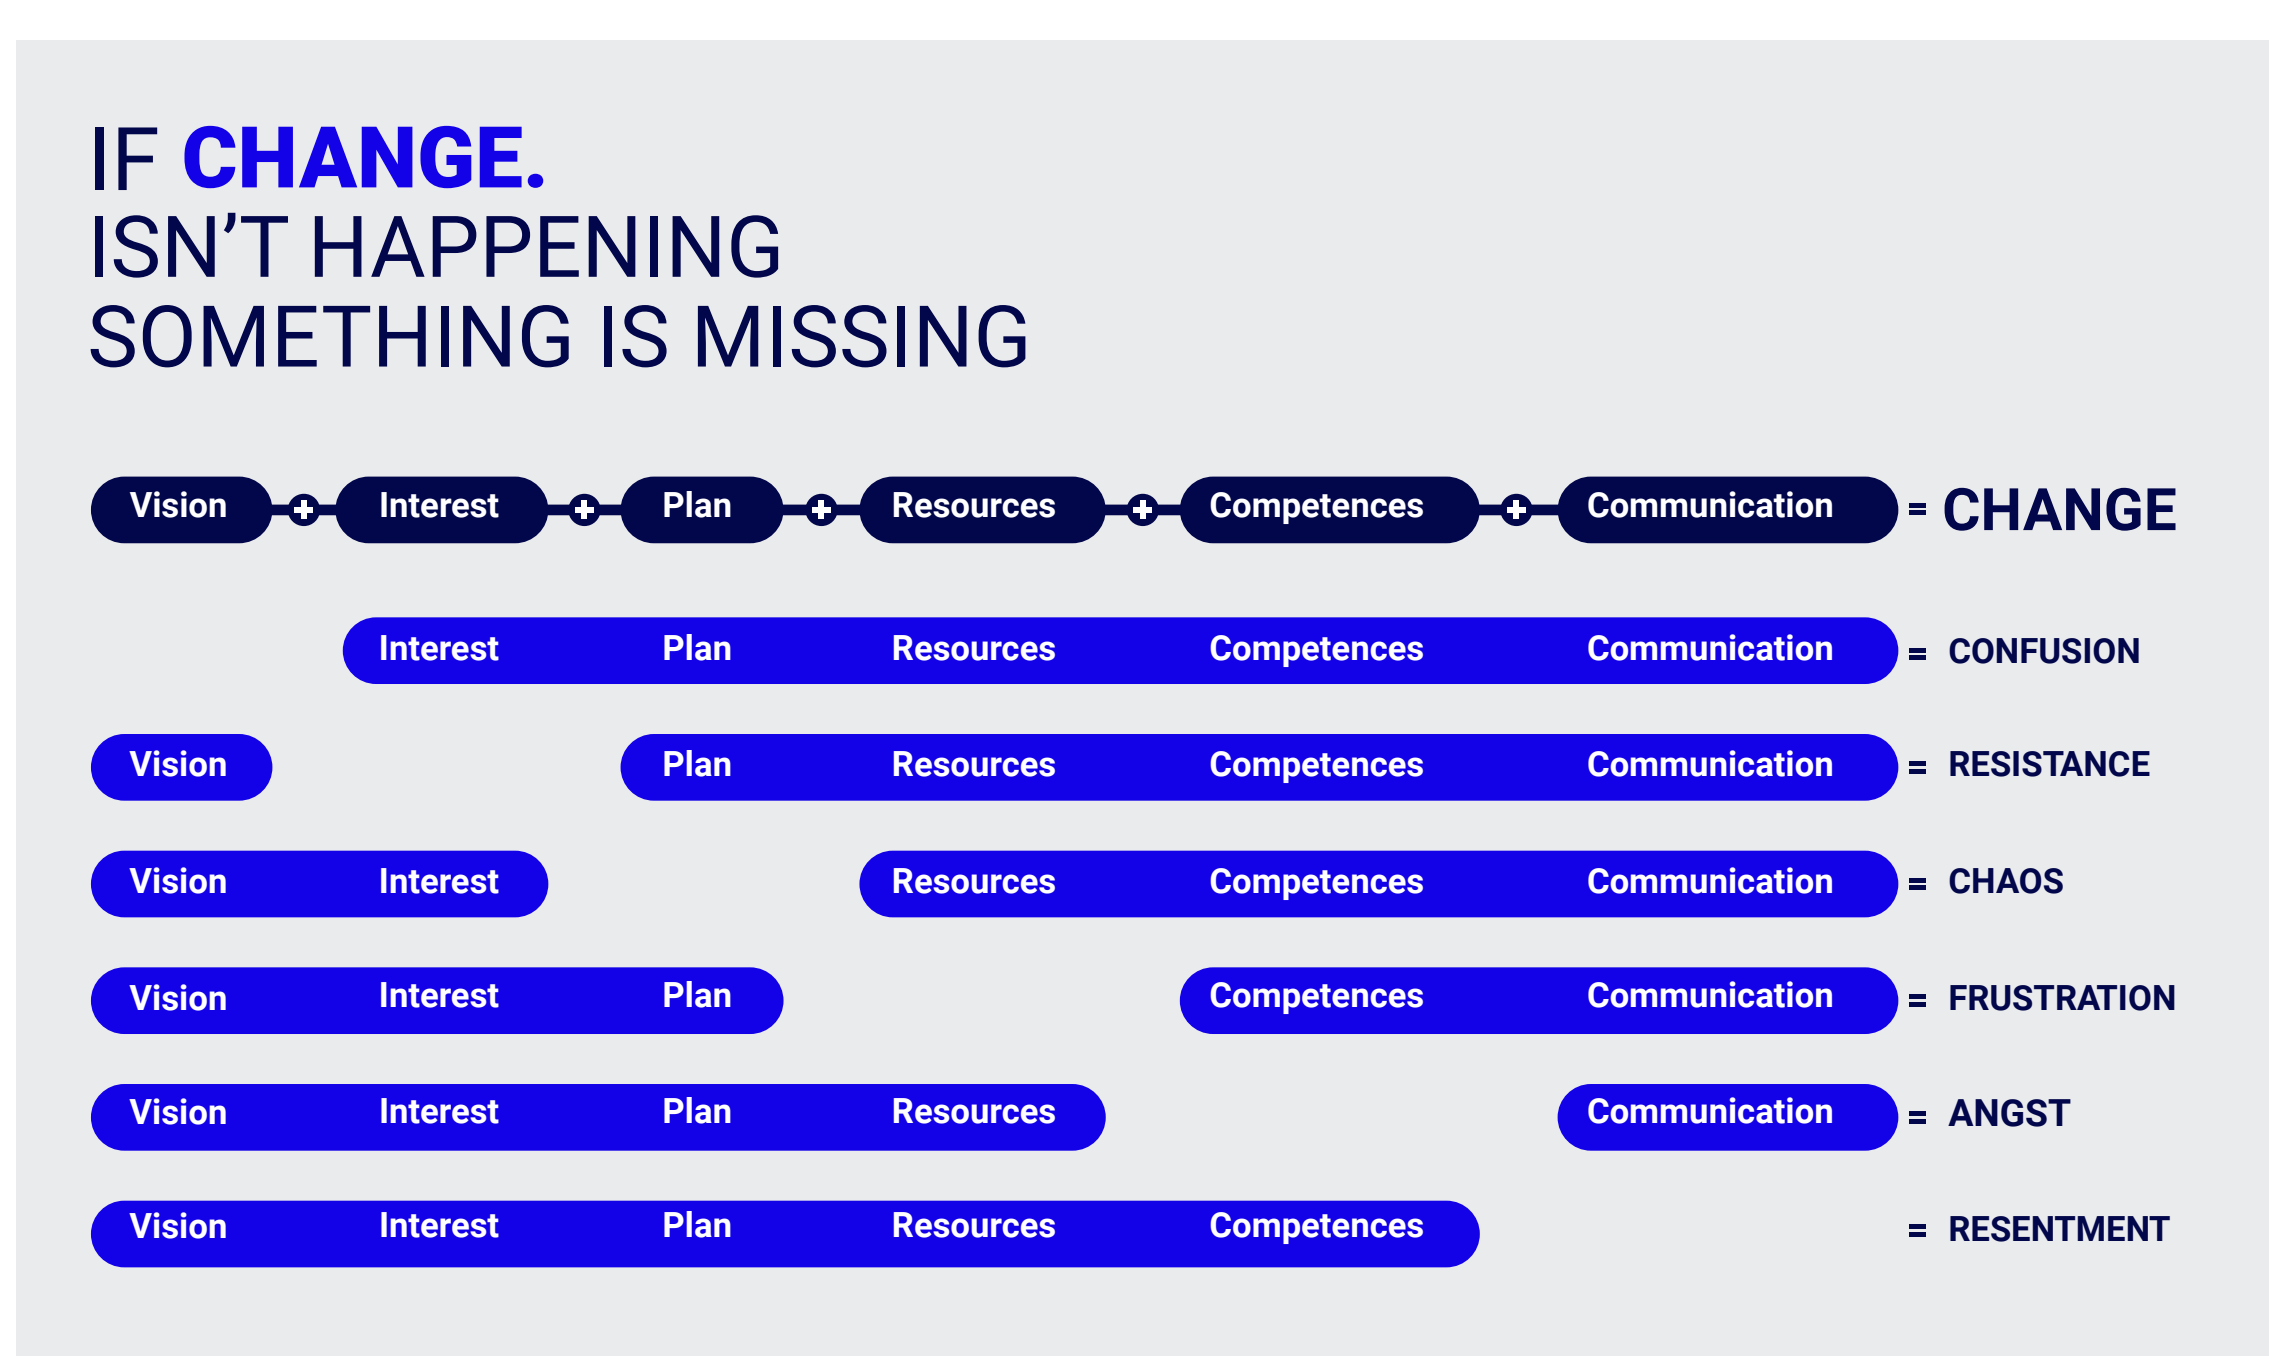 IF CHANGE.
ISN’T HAPPENING
SOMETHING IS MISSING
Vision + Interest + Plan + Resources + Competences + Communication = CHANGE
Interest Plan Resources Competences Communication = CONFUSION
Vision Plan Resources Competences Communication = RESISTANCE
Vision Interest Resources Competences Communication = CHAOS
Vision Interest Plan Competences Communication = FRUSTRATION
Vision Interest Plan Resources Communication = ANGST
Vision Interest Plan Resources Competences = RESENTMENT